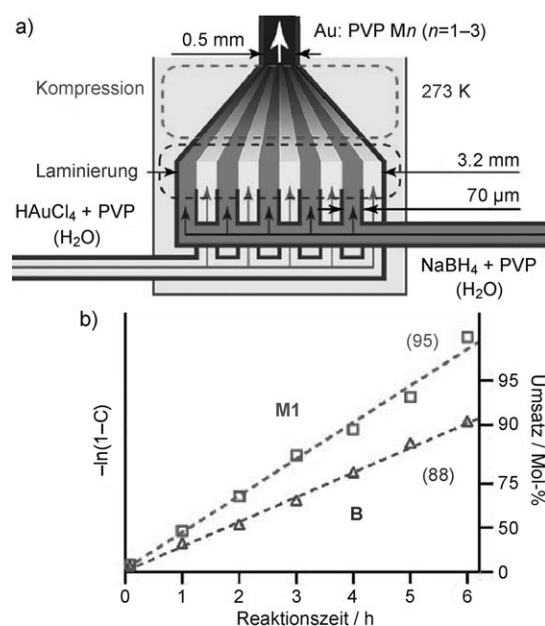 a)
Au: PVP Mn (n=1–3)
0.5 mm
Kompression
273 K
Laminierung
3.2 mm
HAuCl4 + PVP
(H2O)
70 µm
NaBH4 + PVP
(H2O)
b)
(95)
M1
(88)
B
–ln(1–C)
Umsatz / Mol-%
95
90
75
50
0
0 1 2 3 4 5 6
Reaktionszeit / h